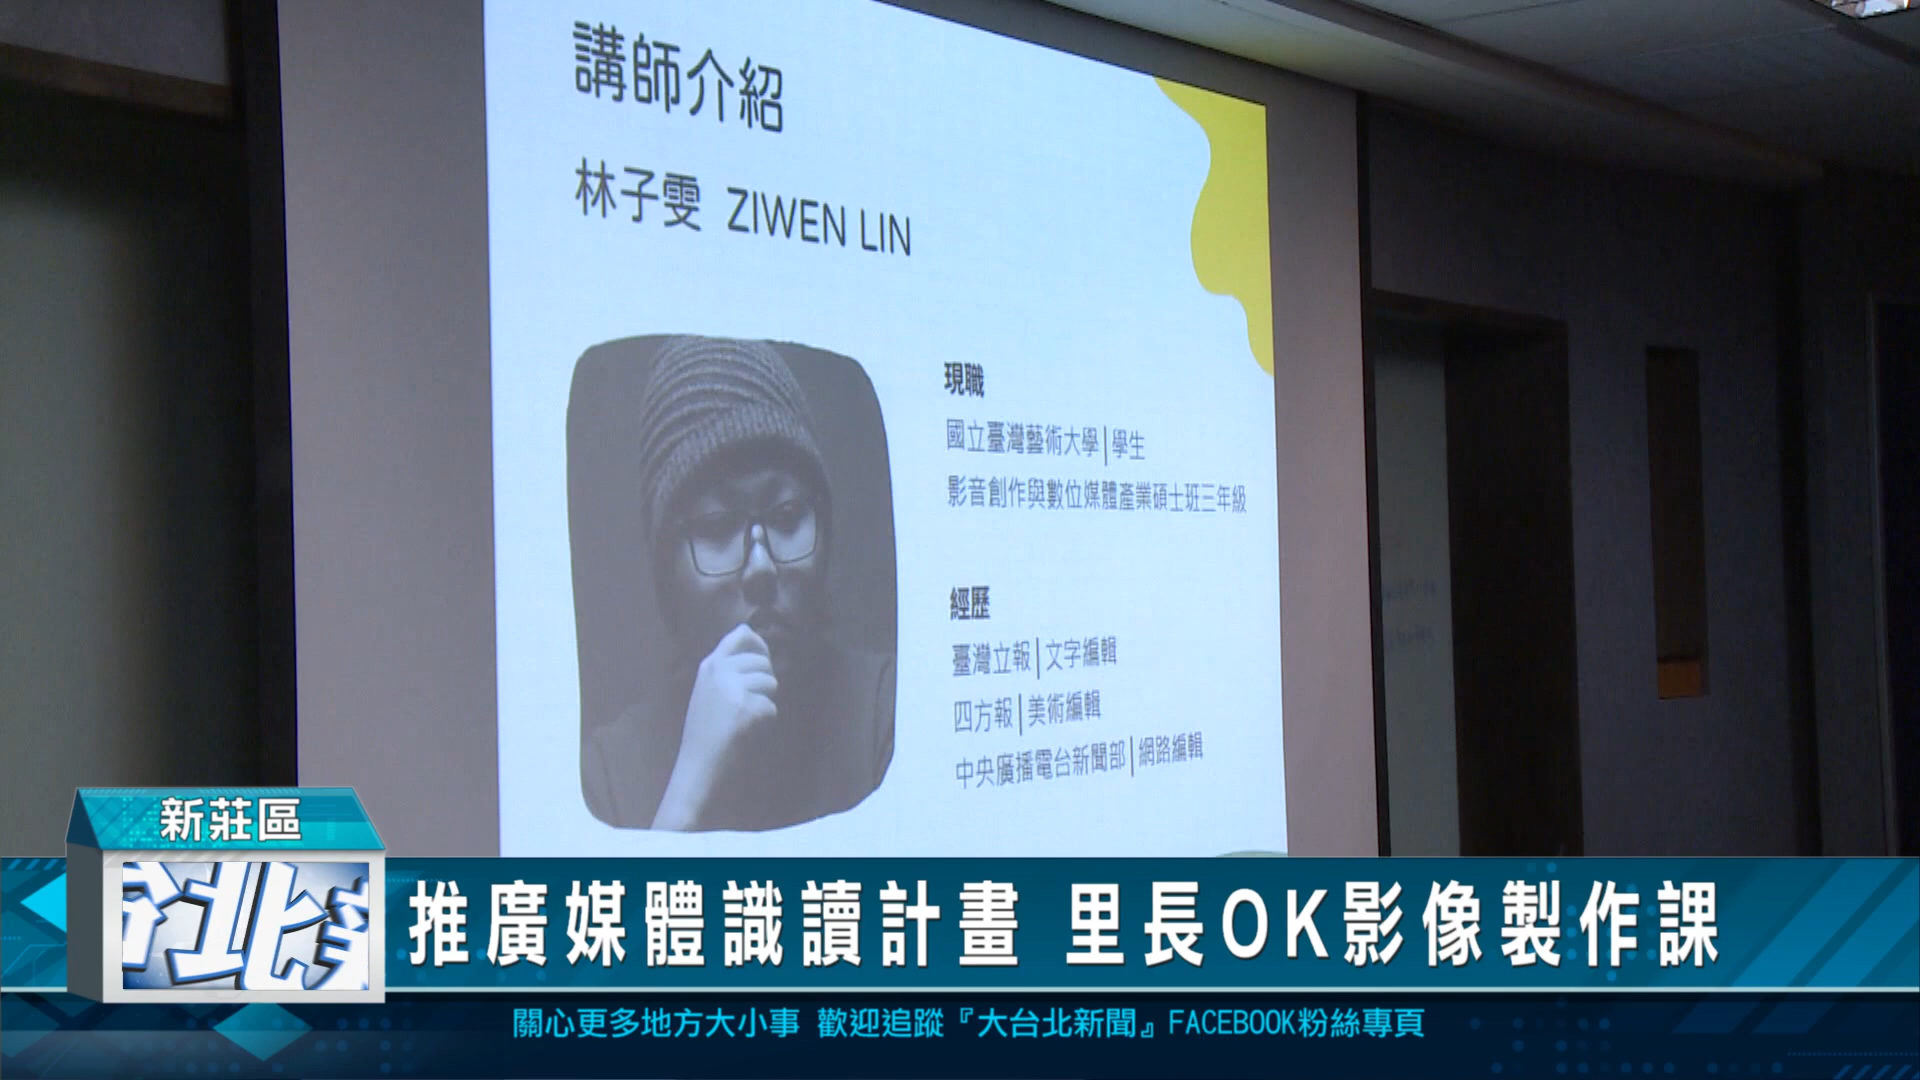 講師介紹
林子雯 ZIWEN LIN
現職
國立臺灣藝術大學|學生
影音創作與數位媒體產業碩士班三年級
經歷
臺灣立報|文字編輯
四方報|美術編輯
中央廣播電台新聞部|網路編輯
新莊區
台北
推廣媒體識讀計畫 里長OK影像製作課
關心更多地方大小事 歡迎追蹤『大台北新聞』FACEBOOK粉絲專頁